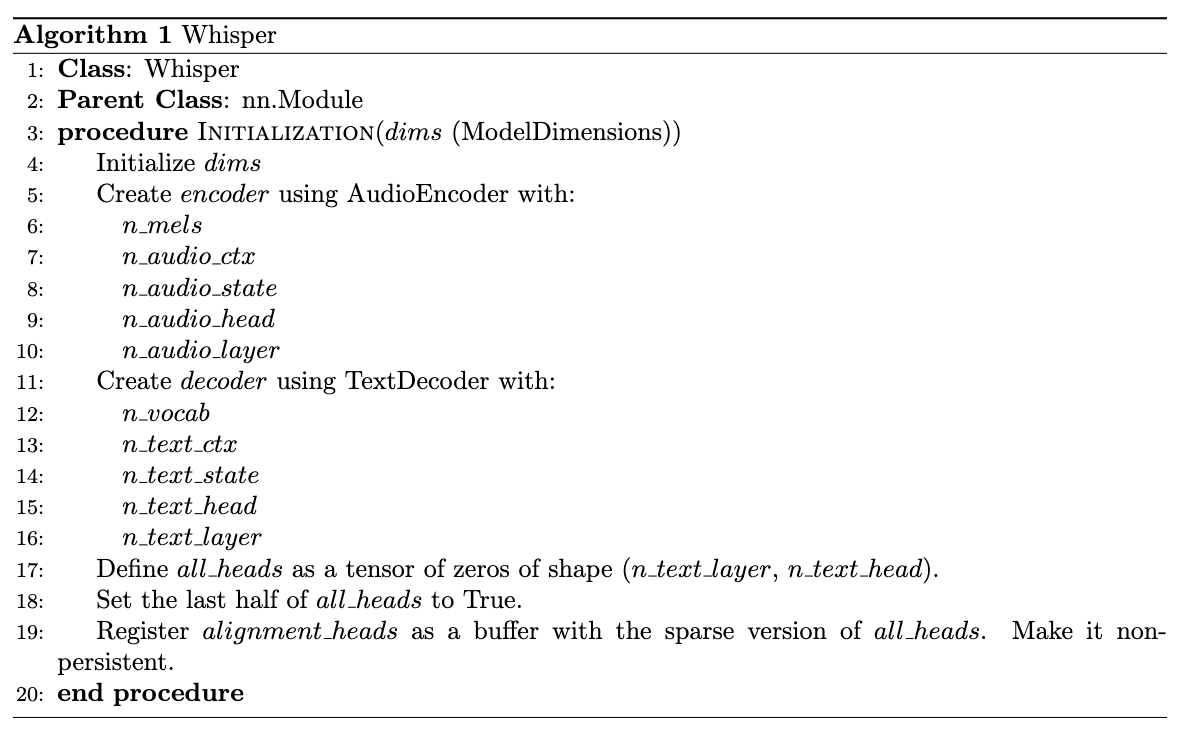 Algorithm 1 Whisper
1: Class: Whisper
2: Parent Class: nn.Module
3: procedure INITIALIZATION(dims (ModelDimensions))
4: Initialize dims
5: Create encoder using AudioEncoder with:
6: n_mels
7: n_audio_ctx
8: n_audio_state
9: n_audio_head
10: n_audio_layer
11: Create decoder using TextDecoder with:
12: n_vocab
13: n_text_ctx
14: n_text_state
15: n_text_head
16: n_text_layer
17: Define all_heads as a tensor of zeros of shape (n_text_layer, n_text_head).
18: Set the last half of all_heads to True.
19: Register alignment_heads as a buffer with the sparse version of all_heads. Make it non-
persistent.
20: end procedure